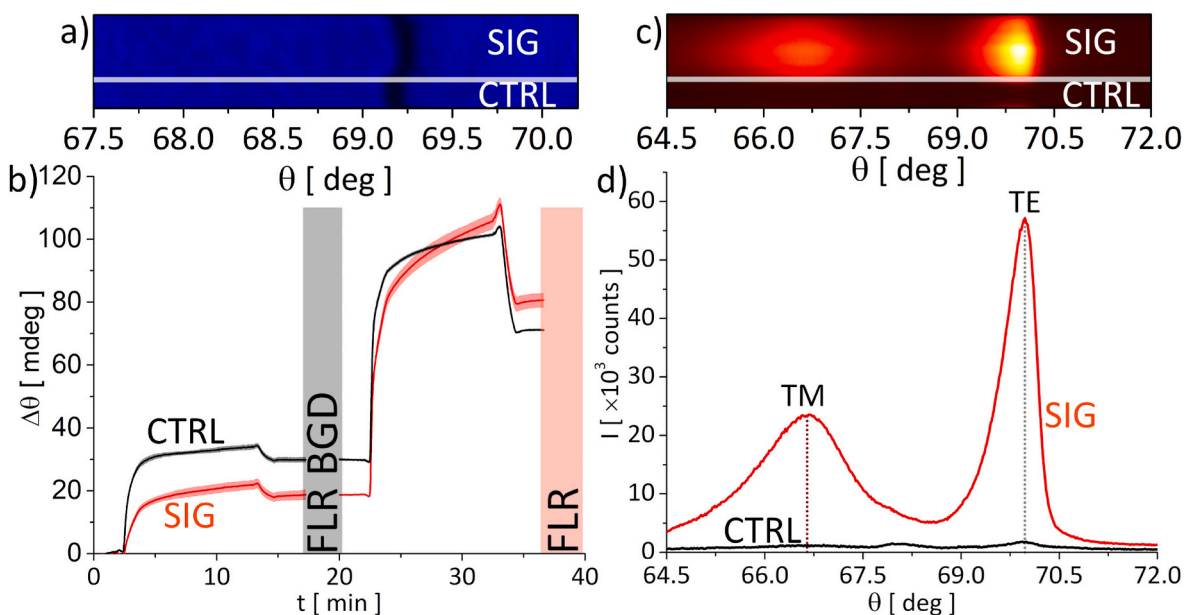 a)
SIG
CTRL
67.5 68.0 68.5 69.0 69.5 70.0
θ [ deg ]
b)
120
100
80
60
40
20
0
Δθ [ mdeg ]
CTRL
SIG
FLR BGD
FLR
0 10 20 30 40
t [ min ]
c)
SIG
CTRL
64.5 66.0 67.5 69.0 70.5 72.0
θ [ deg ]
d)
60
50
40
30
20
10
0
I [ ×10³ counts ]
TM
TE
SIG
CTRL
64.5 66.0 67.5 69.0 70.5 72.0
θ [ deg ]